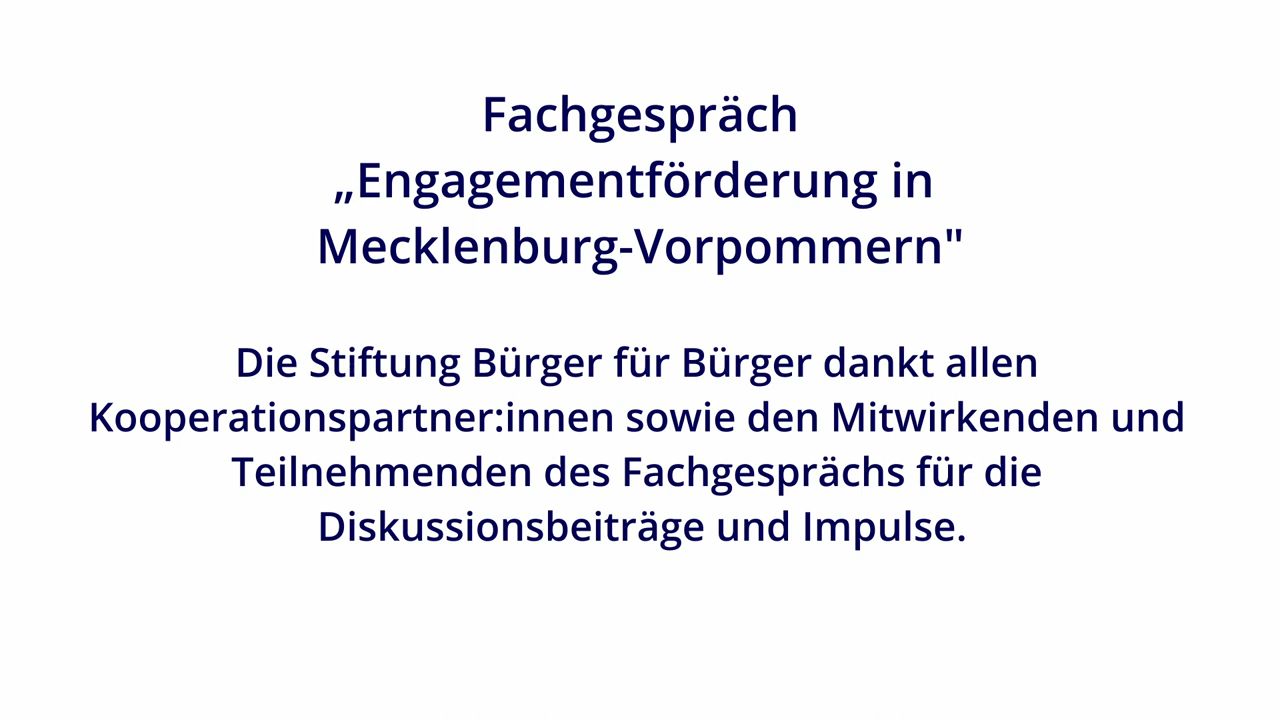 Fachgespräch
„Engagementförderung in
Mecklenburg-Vorpommern"
Die Stiftung Bürger für Bürger dankt allen
Kooperationspartner:innen sowie den Mitwirkenden und
Teilnehmenden des Fachgesprächs für die
Diskussionsbeiträge und Impulse.